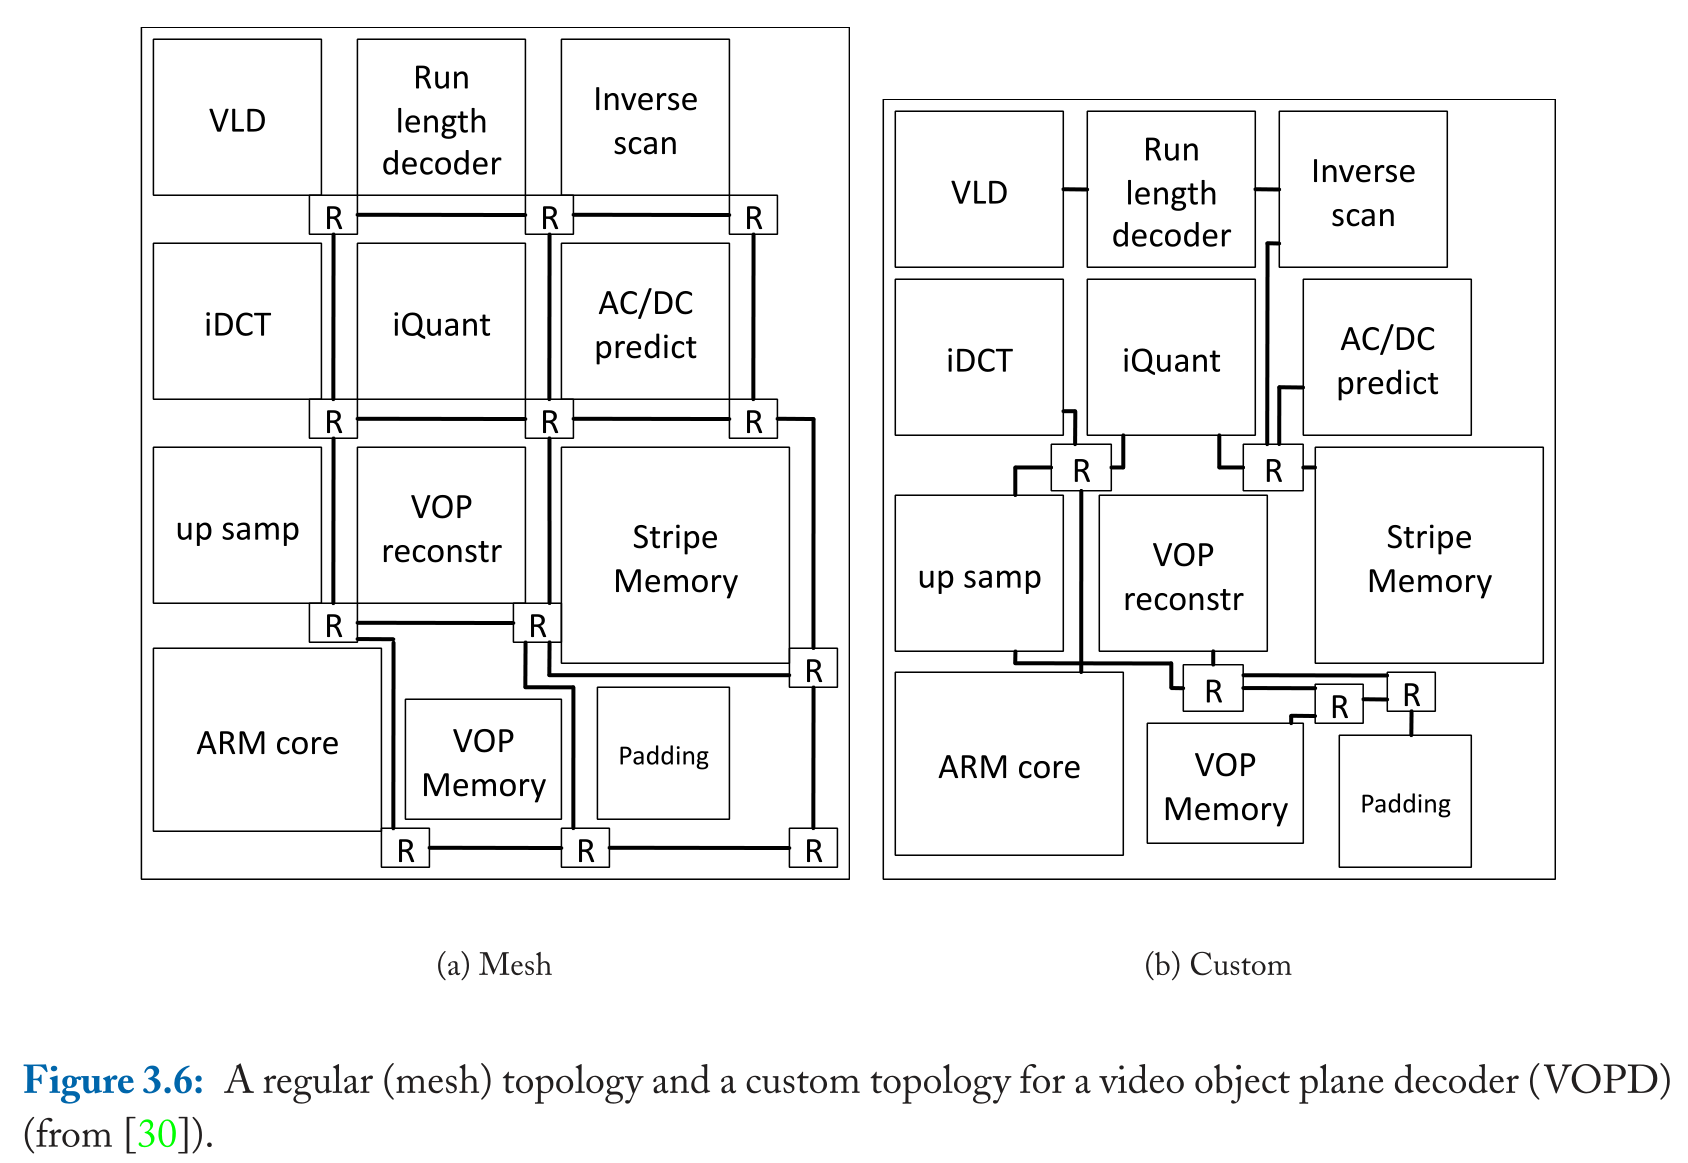 VLD
Run
length
decoder
Inverse
scan
R
R
R
iDCT
iQuant
AC/DC
predict
R
R
R
up samp
VOP
reconstr
Stripe
Memory
R
R
R
ARM core
VOP
Memory
Padding
R
R
R
(a) Mesh
VLD
Run
length
decoder
Inverse
scan
iDCT
iQuant
AC/DC
predict
R
R
up samp
VOP
reconstr
Stripe
Memory
R
R
R
ARM core
VOP
Memory
Padding
(b) Custom
Figure 3.6: A regular (mesh) topology and a custom topology for a video object plane decoder (VOPD)
(from [30]).